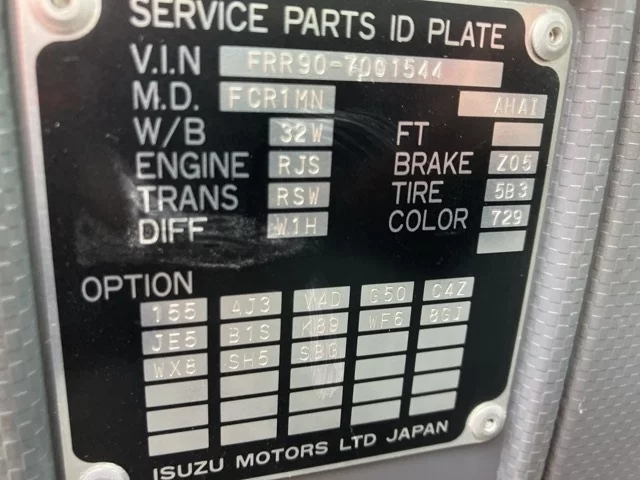 SERVICE PARTS ID PLATE
V.I.N FRR90-7001544
M.D. FCR1MN AHAI
W/B 32W FT
ENGINE RJS BRAKE Z05
TRANS RSW TIRE 5B3
DIFF W1H COLOR 729
OPTION
155 4J3 V4D G50 C4Z
JE5 B1S K89 WF6 8GJ
WX8 SH5 SBG
ISUZU MOTORS LTD JAPAN